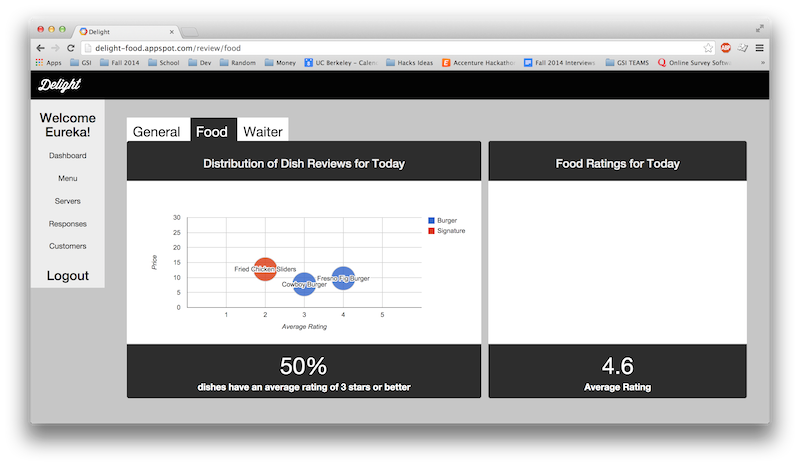 Delight
delight-food.appspot.com/review/food
Apps GSI Fall 2014 School Dev Random Money UC Berkeley - Calen Hacks Ideas Accenture Hackathon Fall 2014 Interviews GSI TEAMS Online Survey Softw »
Delight
Welcome
Eureka!
Dashboard
Menu
Servers
Responses
Customers
Logout
General Food Waiter
Distribution of Dish Reviews for Today
30
25
20
15
10
5
0
Price
Fried Chicken Sliders
Cowboy Burger
Fresno Fig Burger
1 2 3 4 5
Average Rating
Burger
Signature
50%
dishes have an average rating of 3 stars or better
Food Ratings for Today
4.6
Average Rating